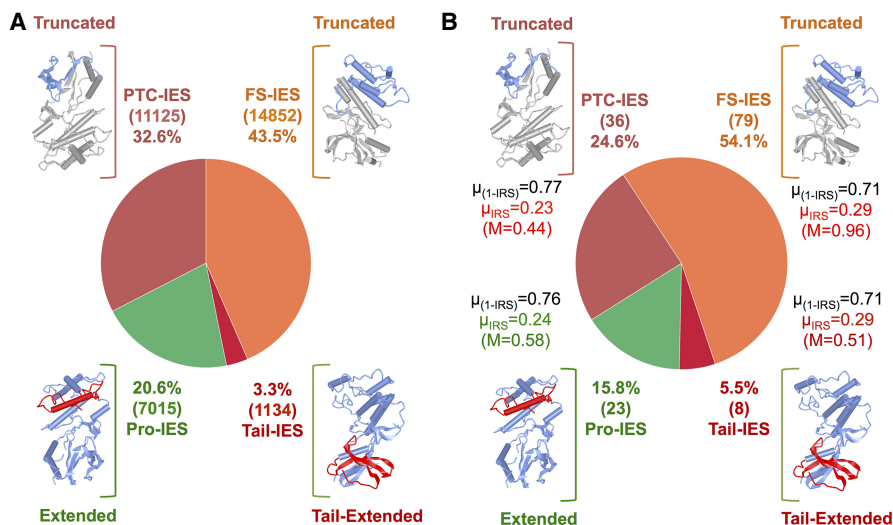 A
Truncated
Truncated
PTC-IES
(11125)
32.6%
FS-IES
(14852)
43.5%
20.6%
(7015)
Pro-IES
3.3%
(1134)
Tail-IES
Extended
Tail-Extended
B
Truncated
Truncated
PTC-IES
(36)
24.6%
FS-IES
(79)
54.1%
μ(1-IRS)=0.77
μIRS=0.23
(M=0.44)
μ(1-IRS)=0.71
μIRS=0.29
(M=0.96)
μ(1-IRS)=0.76
μIRS=0.24
(M=0.58)
μ(1-IRS)=0.71
μIRS=0.29
(M=0.51)
15.8%
(23)
Pro-IES
5.5%
(8)
Tail-IES
Extended
Tail-Extended